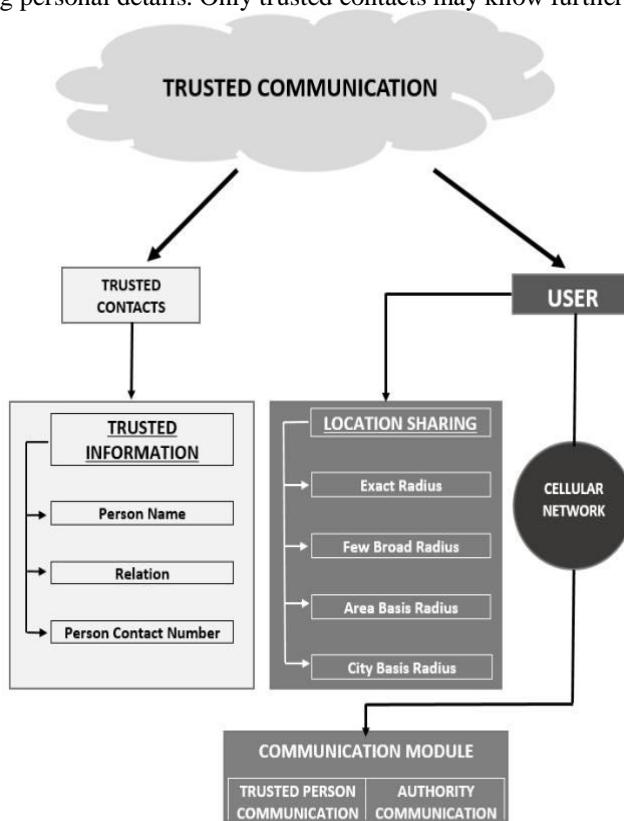 g personal details. Only trusted contacts may know further
TRUSTED COMMUNICATION
TRUSTED
CONTACTS
USER
TRUSTED
INFORMATION
Person Name
Relation
Person Contact Number
LOCATION SHARING
Exact Radius
Few Broad Radius
Area Basis Radius
City Basis Radius
CELLULAR
NETWORK
COMMUNICATION MODULE
TRUSTED PERSON
COMMUNICATION
AUTHORITY
COMMUNICATION